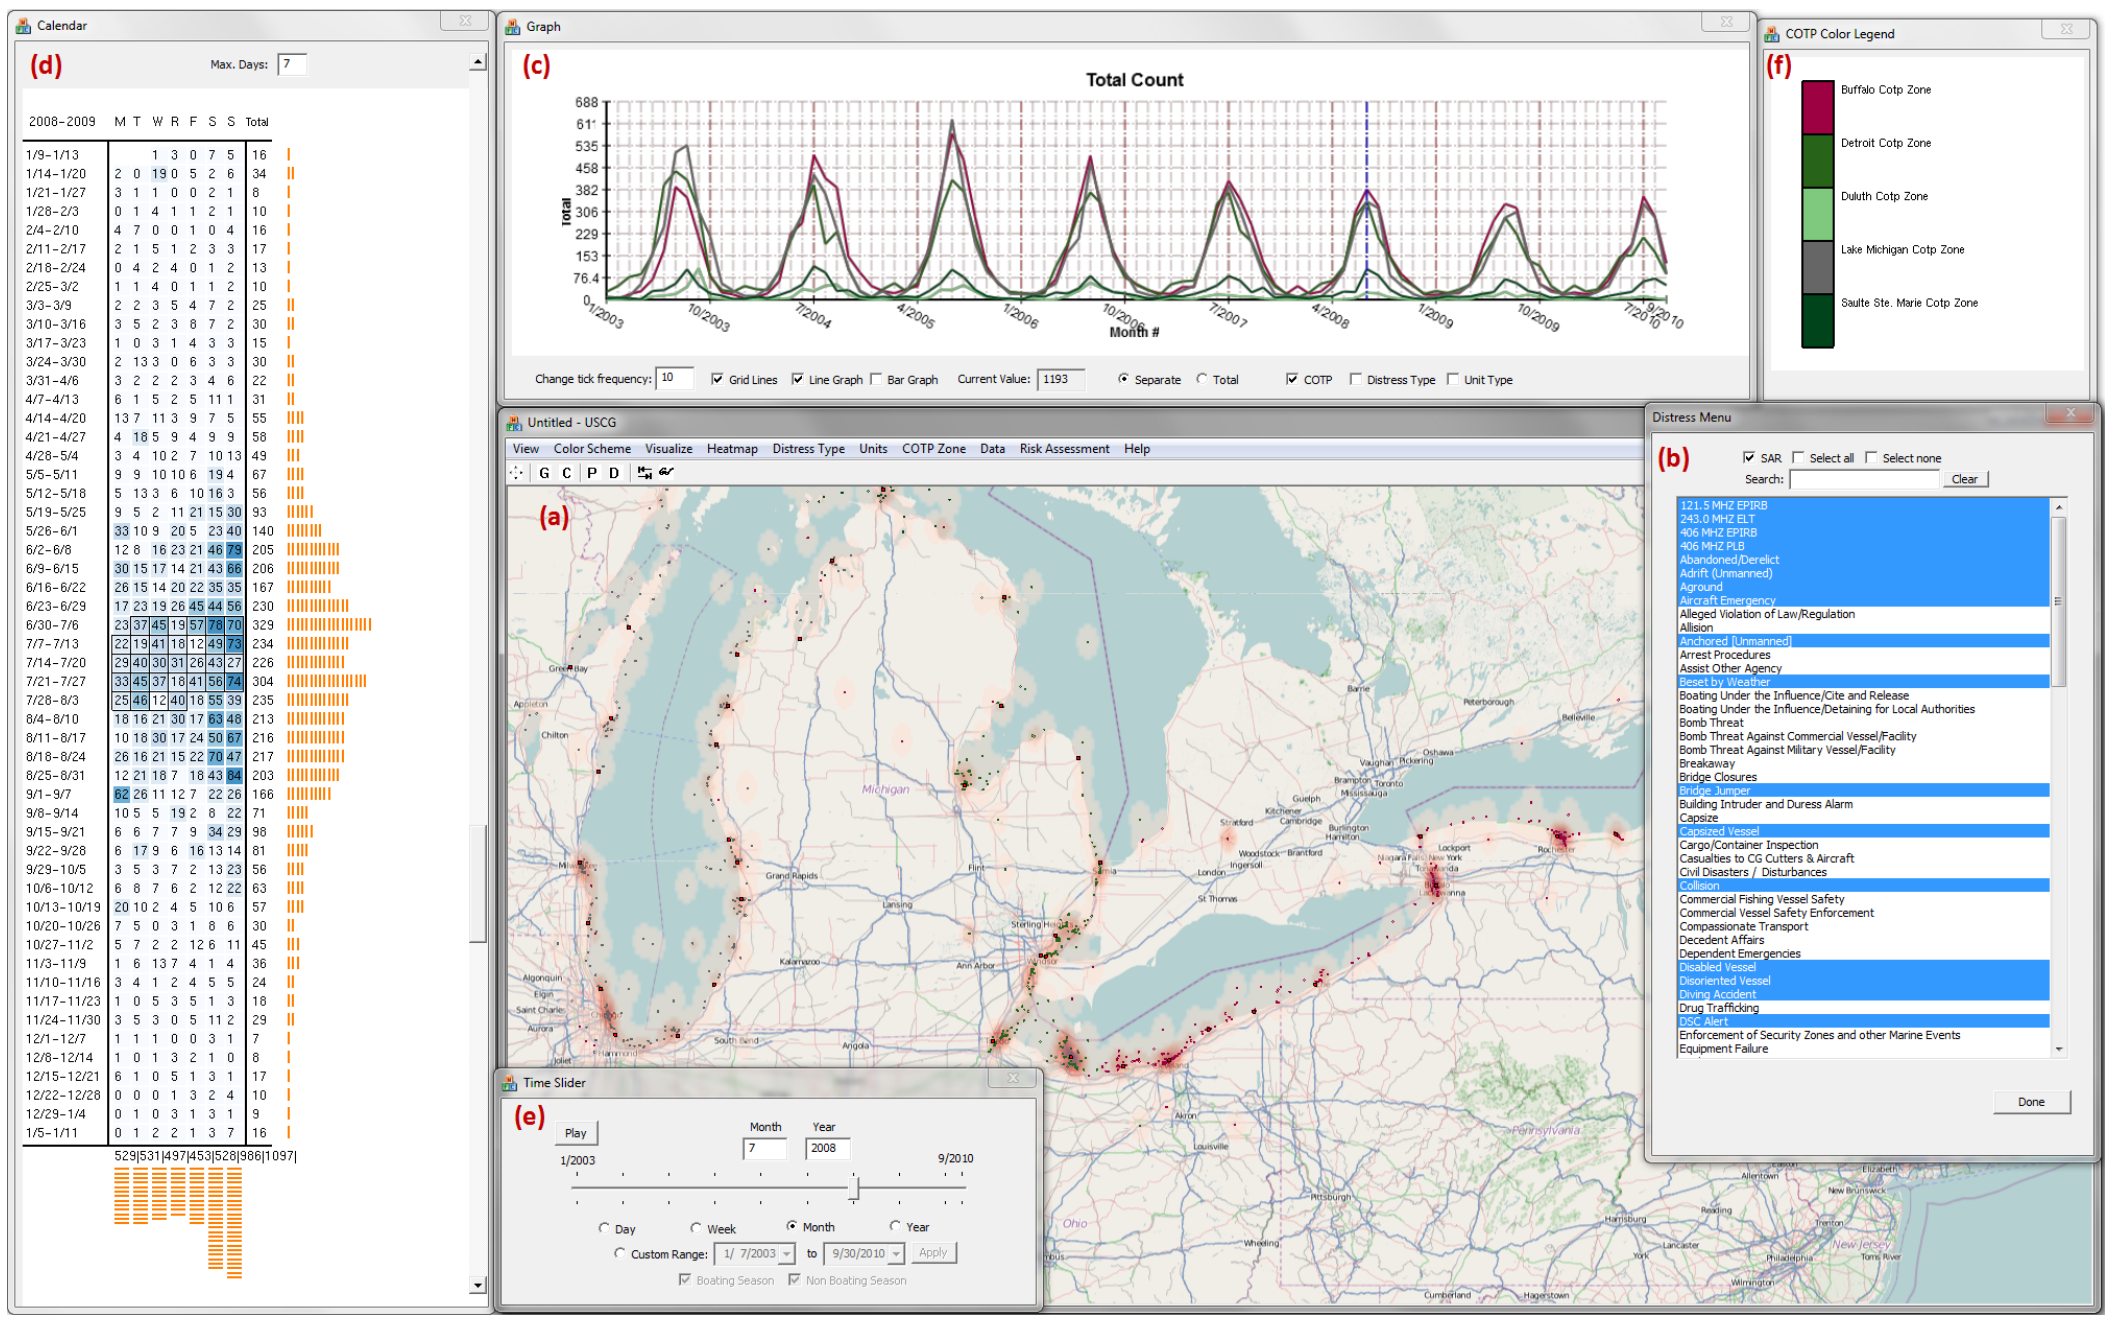 Calendar
(d)
Max. Days: 7
2008-2009 M T W R F S S Total
1/9-1/13 1 3 0 7 5 16
1/14-1/20 2 0 19 0 5 2 6 34
1/21-1/27 3 1 1 0 0 2 1 8
1/28-2/3 0 1 4 1 1 2 1 10
2/4-2/10 4 7 0 0 1 0 4 16
2/11-2/17 2 1 5 1 2 3 3 17
2/18-2/24 0 4 2 4 0 1 2 13
2/25-3/2 1 1 4 0 1 1 2 10
3/3-3/9 2 2 3 5 4 7 2 25
3/10-3/16 3 5 2 3 8 7 2 30
3/17-3/23 1 0 3 1 4 3 3 15
3/24-3/30 2 13 3 0 6 3 3 30
3/31-4/6 3 2 2 2 3 4 6 22
4/7-4/13 6 1 5 2 5 11 1 31
4/14-4/20 13 7 11 3 9 7 5 55
4/21-4/27 4 18 5 9 4 9 9 58
4/28-5/4 3 4 10 2 7 10 13 49
5/5-5/11 9 9 10 10 6 19 4 67
5/12-5/18 5 13 3 6 10 16 3 56
5/19-5/25 9 5 2 11 21 15 30 93
5/26-6/1 33 10 9 20 5 23 40 140
6/2-6/8 12 8 16 23 21 46 79 205
6/9-6/15 30 15 17 14 21 43 66 206
6/16-6/22 26 15 14 20 22 35 35 167
6/23-6/29 17 23 19 26 45 44 56 230
6/30-7/6 23 37 45 19 57 78 70 329
7/7-7/13 22 19 41 18 12 49 73 234
7/14-7/20 29 40 30 31 26 43 27 226
7/21-7/27 33 45 37 18 41 56 74 304
7/28-8/3 25 46 12 40 18 55 39 235
8/4-8/10 18 16 21 30 17 63 48 213
8/11-8/17 10 18 30 17 24 50 67 216
8/18-8/24 26 16 21 15 22 70 47 217
8/25-8/31 12 21 18 7 18 43 84 203
9/1-9/7 62 26 11 12 7 22 26 166
9/8-9/14 10 5 5 19 2 8 22 71
9/15-9/21 6 6 7 7 9 34 29 98
9/22-9/28 6 17 9 6 16 13 14 81
9/29-10/5 3 5 3 7 2 13 23 56
10/6-10/12 6 8 7 6 2 12 22 63
10/13-10/19 20 10 2 4 5 10 6 57
10/20-10/26 7 5 0 3 1 8 6 30
10/27-11/2 5 7 2 2 12 6 11 45
11/3-11/9 1 6 13 7 4 1 4 36
11/10-11/16 3 4 1 2 4 5 5 24
11/17-11/23 1 0 5 3 5 1 3 18
11/24-11/30 3 5 3 0 5 11 2 29
12/1-12/7 1 1 1 0 0 3 1 7
12/8-12/14 1 0 1 3 2 1 0 8
12/15-12/21 6 1 0 5 1 3 1 17
12/22-12/28 0 0 0 1 3 2 4 10
12/29-1/4 0 1 0 3 1 3 1 9
1/5-1/11 0 1 2 2 1 3 7 16
529|531|497|453|528|986|1097|
Graph
(c)
Total Count
688
611
535
458
382
306
229
153
76.4
0
Total
1/2003 10/2003 7/2004 4/2005 1/2006 10/2006 7/2007 4/2008 1/2009 10/2009 7/2010 9/2010
Month #
Change tick frequency: 10 Grid Lines Line Graph Bar Graph Current Value: 1193 Separate Total COTP Distress Type Unit Type
COTP Color Legend
(f)
Buffalo Cotp Zone
Detroit Cotp Zone
Duluth Cotp Zone
Lake Michigan Cotp Zone
Saulte Ste. Marie Cotp Zone
Untitled - USCG
View Color Scheme Visualize Heatmap Distress Type Units COTP Zone Data Risk Assessment Help
G C P D
(a)
Green Bay
Appleton
Chilton
Michigan
Barrie
Peterborough
Belleville
Oshawa
Vaughan Pickering
Brampton Toronto
Mississauga
Guelph
Kitchener
Cambridge
Stratford
Burlington
Hamilton
Woodstock Brantford
Ingersoll
London
St Thomas
Lockport
Niagara Falls New York
Tonawanda
Buffalo
Lackawanna
Rochester
Milwaukee
Grand Rapids
Flint
Sarnia
Lansing
Sterling Heights
Windsor
Ann Arbor
Kalamazoo
Algonquin
Elgin
Saint Charles
Aurora
Joliet
Hammond
South Bend
Angola
Akron
Louisville
Pennsylvania
Pittsburgh
Ohio
Wheeling
Cumberland
Hagerstown
Harrisburg
York
Lancaster
Reading
Allentown
Easton
Elizabeth
New Brunswick
Trenton
New Jersey
Toms River
Philadelphia
Wilmington
Distress Menu
(b)
SAR Select all Select none
Search: Clear
121.5 MHZ EPIRB
243.0 MHZ ELT
406 MHZ EPIRB
406 MHZ PLB
Abandoned/Derelict
Adrift (Unmanned)
Aground
Aircraft Emergency
Alleged Violation of Law/Regulation
Allision
Anchored [Unmanned]
Arrest Procedures
Assist Other Agency
Beset by Weather
Boating Under the Influence/Cite and Release
Boating Under the Influence/Detaining for Local Authorities
Bomb Threat
Bomb Threat Against Commercial Vessel/Facility
Bomb Threat Against Military Vessel/Facility
Breakaway
Bridge Closures
Bridge Jumper
Building Intruder and Duress Alarm
Capsize
Capsized Vessel
Cargo/Container Inspection
Casualties to CG Cutters & Aircraft
Civil Disasters / Disturbances
Collision
Commercial Fishing Vessel Safety
Commercial Vessel Safety Enforcement
Compassionate Transport
Decedent Affairs
Dependent Emergencies
Disabled Vessel
Disoriented Vessel
Diving Accident
Drug Trafficking
DSC Alert
Enforcement of Security Zones and other Marine Events
Equipment Failure
Done
Time Slider
(e)
Play
Month Year
7 2008
1/2003 9/2010
Day Week Month Year
Custom Range: 1/ 7/2003 to 9/30/2010 Apply
Boating Season Non Boating Season